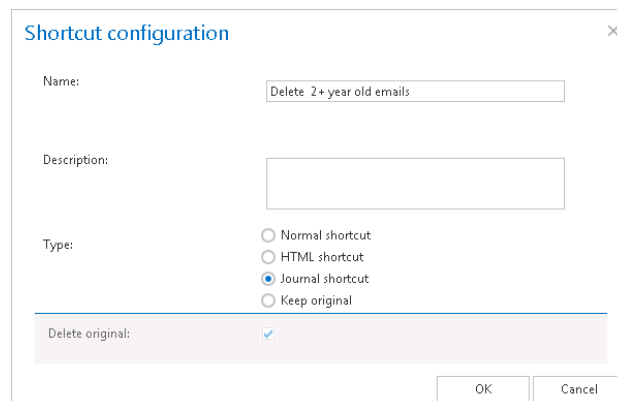 Shortcut configuration
Name:
Delete  2+ year old emails
Description:
Type:
Normal shortcut
HTML shortcut
Journal shortcut
Keep original
Delete original:
OK
Cancel